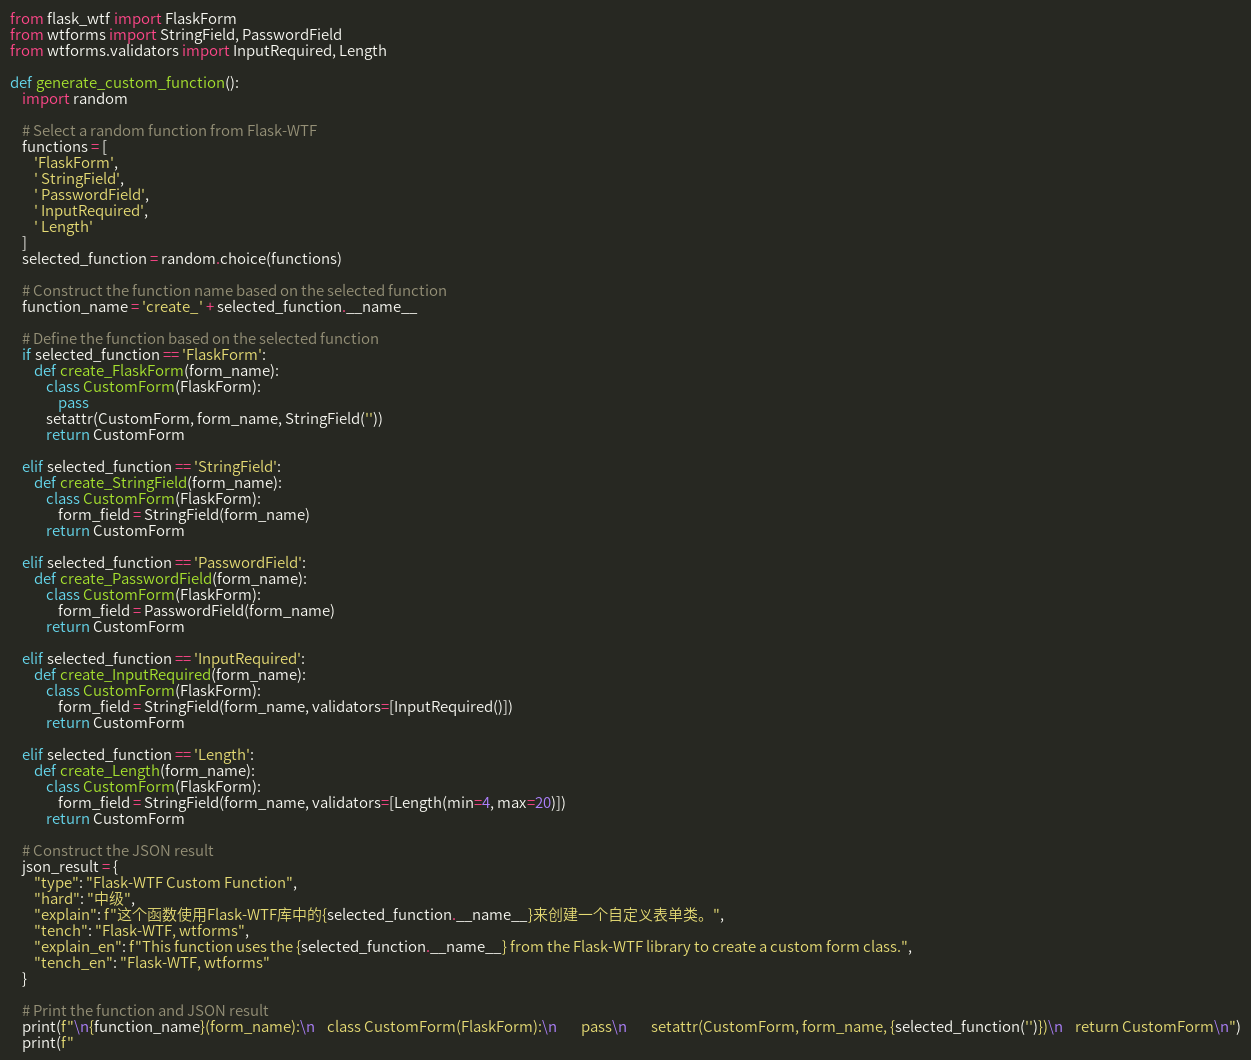 from flask_wtf import FlaskForm
from wtforms import StringField, PasswordField
from wtforms.validators import InputRequired, Length

def generate_custom_function():
    import random

    # Select a random function from Flask-WTF
    functions = [
        'FlaskForm',
        ' StringField',
        ' PasswordField',
        ' InputRequired',
        ' Length'
    ]
    selected_function = random.choice(functions)

    # Construct the function name based on the selected function
    function_name = 'create_' + selected_function.__name__

    # Define the function based on the selected function
    if selected_function == 'FlaskForm':
        def create_FlaskForm(form_name):
            class CustomForm(FlaskForm):
                pass
            setattr(CustomForm, form_name, StringField(''))
            return CustomForm

    elif selected_function == 'StringField':
        def create_StringField(form_name):
            class CustomForm(FlaskForm):
                form_field = StringField(form_name)
            return CustomForm

    elif selected_function == 'PasswordField':
        def create_PasswordField(form_name):
            class CustomForm(FlaskForm):
                form_field = PasswordField(form_name)
            return CustomForm

    elif selected_function == 'InputRequired':
        def create_InputRequired(form_name):
            class CustomForm(FlaskForm):
                form_field = StringField(form_name, validators=[InputRequired()])
            return CustomForm

    elif selected_function == 'Length':
        def create_Length(form_name):
            class CustomForm(FlaskForm):
                form_field = StringField(form_name, validators=[Length(min=4, max=20)])
            return CustomForm

    # Construct the JSON result
    json_result = {
        "type": "Flask-WTF Custom Function",
        "hard": "中级",
        "explain": f"这个函数使用Flask-WTF库中的{selected_function.__name__}来创建一个自定义表单类。",
        "tench": "Flask-WTF, wtforms",
        "explain_en": f"This function uses the {selected_function.__name__} from the Flask-WTF library to create a custom form class.",
        "tench_en": "Flask-WTF, wtforms"
    }

    # Print the function and JSON result
    print(f"\n{function_name}(form_name):\n    class CustomForm(FlaskForm):\n        pass\n        setattr(CustomForm, form_name, {selected_function('')})\n    return CustomForm\n")
    print(f"